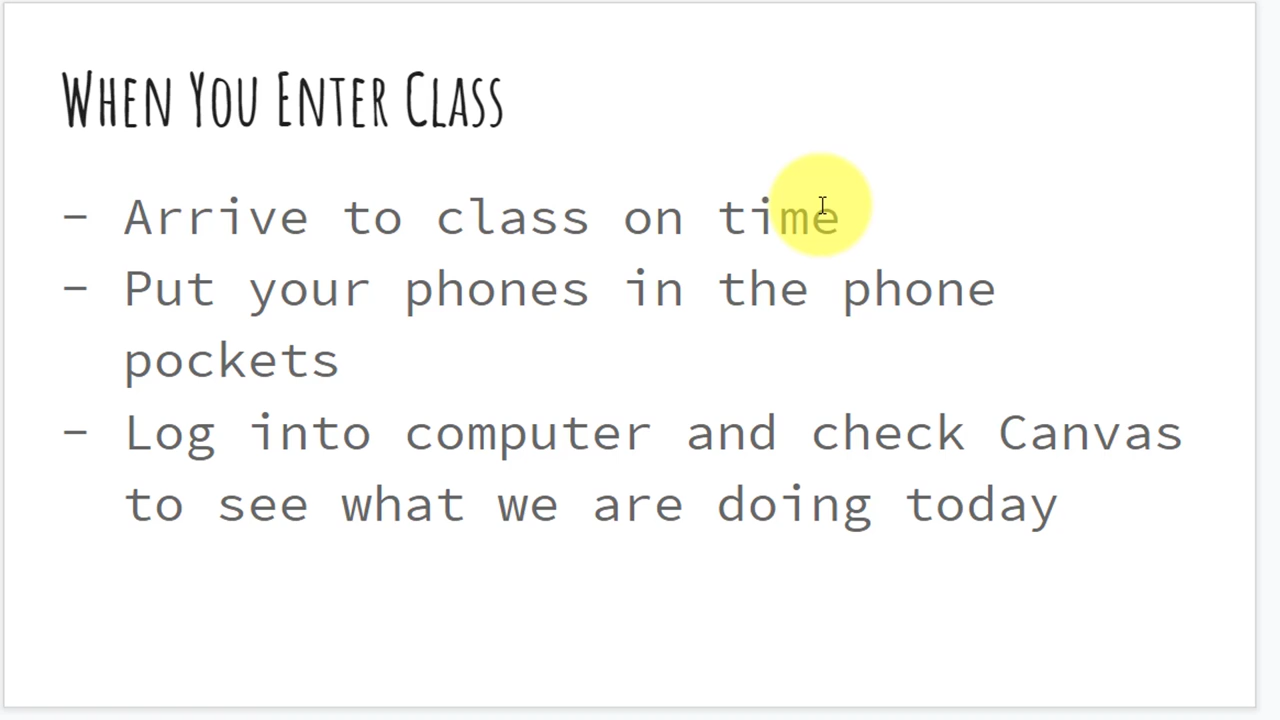 When You Enter Class
- Arrive to class on time
- Put your phones in the phone
pockets
- Log into computer and check Canvas
to see what we are doing today